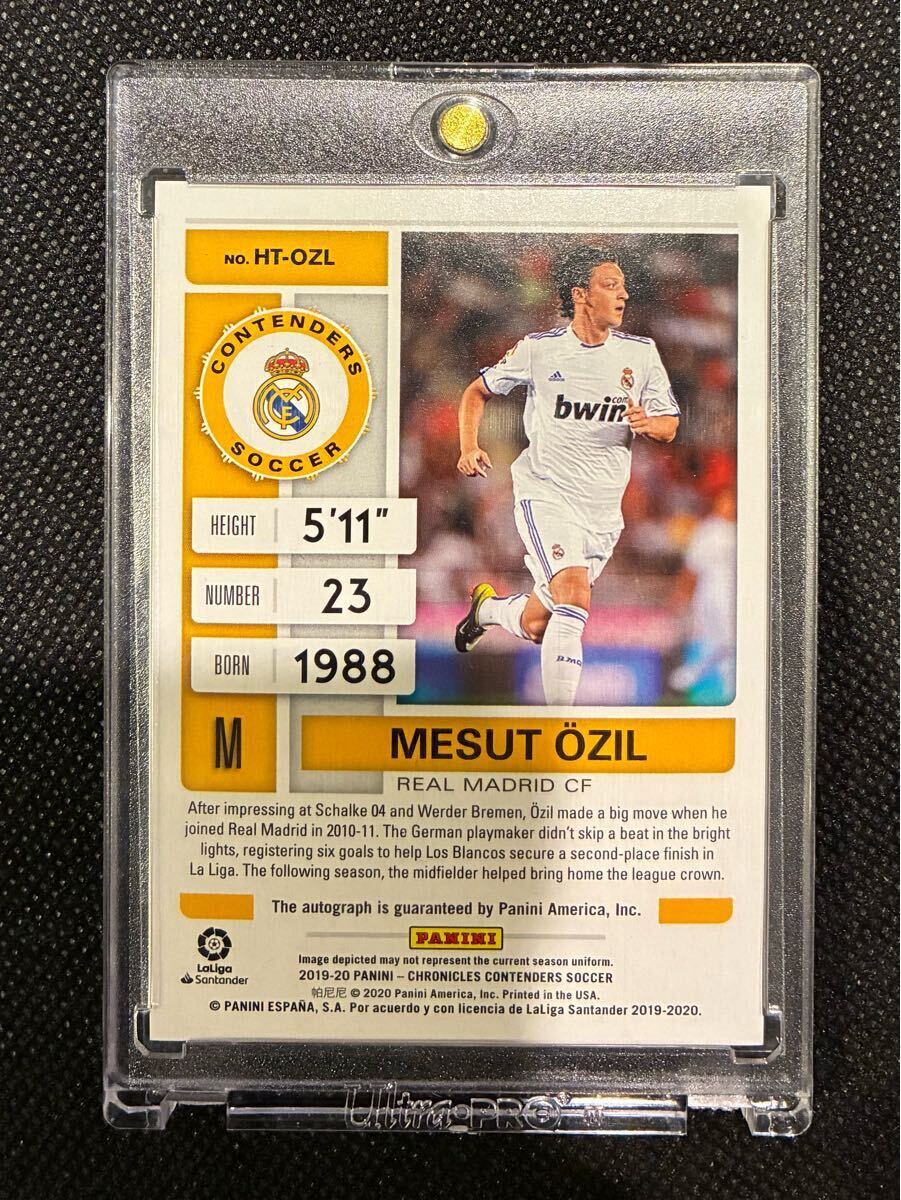 NO. HT-OZL
CONTENDERS
SOCCER
bwin.com
adidas
HEIGHT 5'11"
NUMBER 23
BORN 1988
M
MESUT ÖZIL
REAL MADRID CF
After impressing at Schalke 04 and Werder Bremen, Özil made a big move when he
joined Real Madrid in 2010-11. The German playmaker didn't skip a beat in the bright
lights, registering six goals to help Los Blancos secure a second-place finish in
La Liga. The following season, the midfielder helped bring home the league crown.
The autograph is guaranteed by Panini America, Inc.
PANINI
LaLiga
Santander
Image depicted may not represent the current season uniform.
2019-20 PANINI – CHRONICLES CONTENDERS SOCCER
帕尼尼 © 2020 Panini America, Inc. Printed in the USA.
© PANINI ESPAÑA, S.A. Por acuerdo y con licencia de LaLiga Santander 2019-2020.
Ultra•PRO